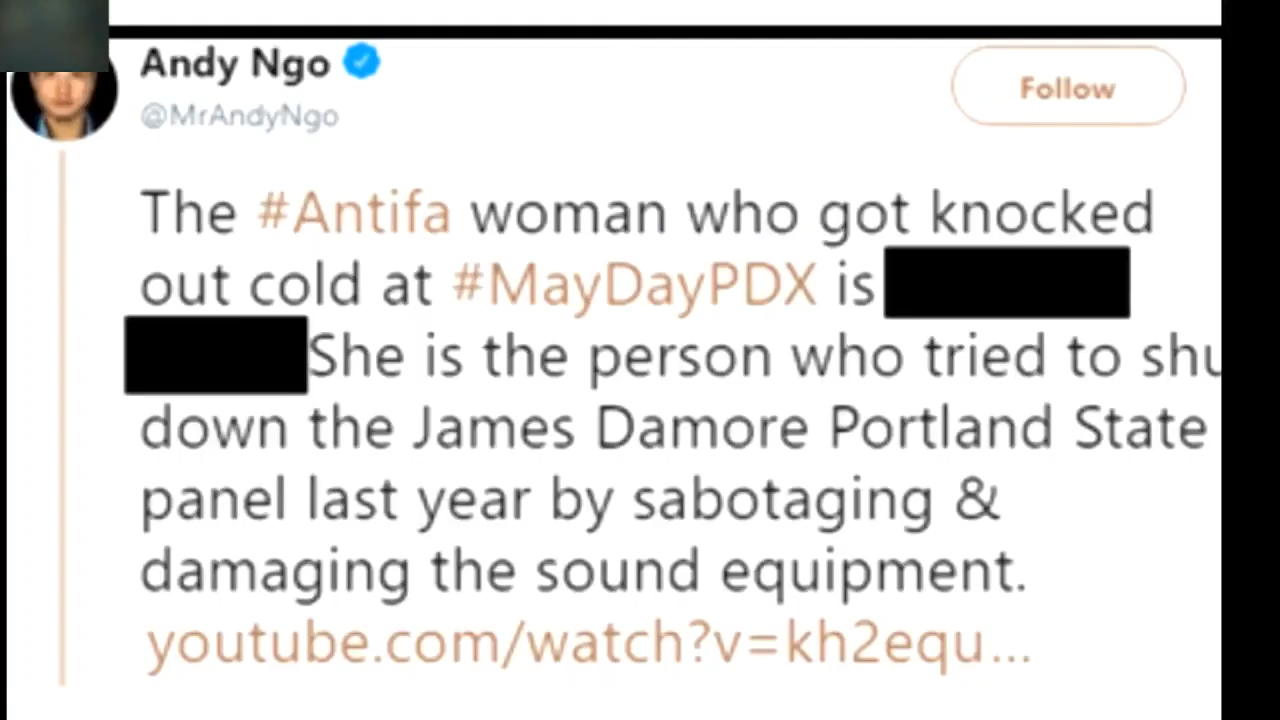 Andy Ngo
@MrAndyNgo
Follow
The #Antifa woman who got knocked
out cold at #MayDayPDX is
She is the person who tried to shu
down the James Damore Portland State
panel last year by sabotaging &
damaging the sound equipment.
youtube.com/watch?v=kh2equ...